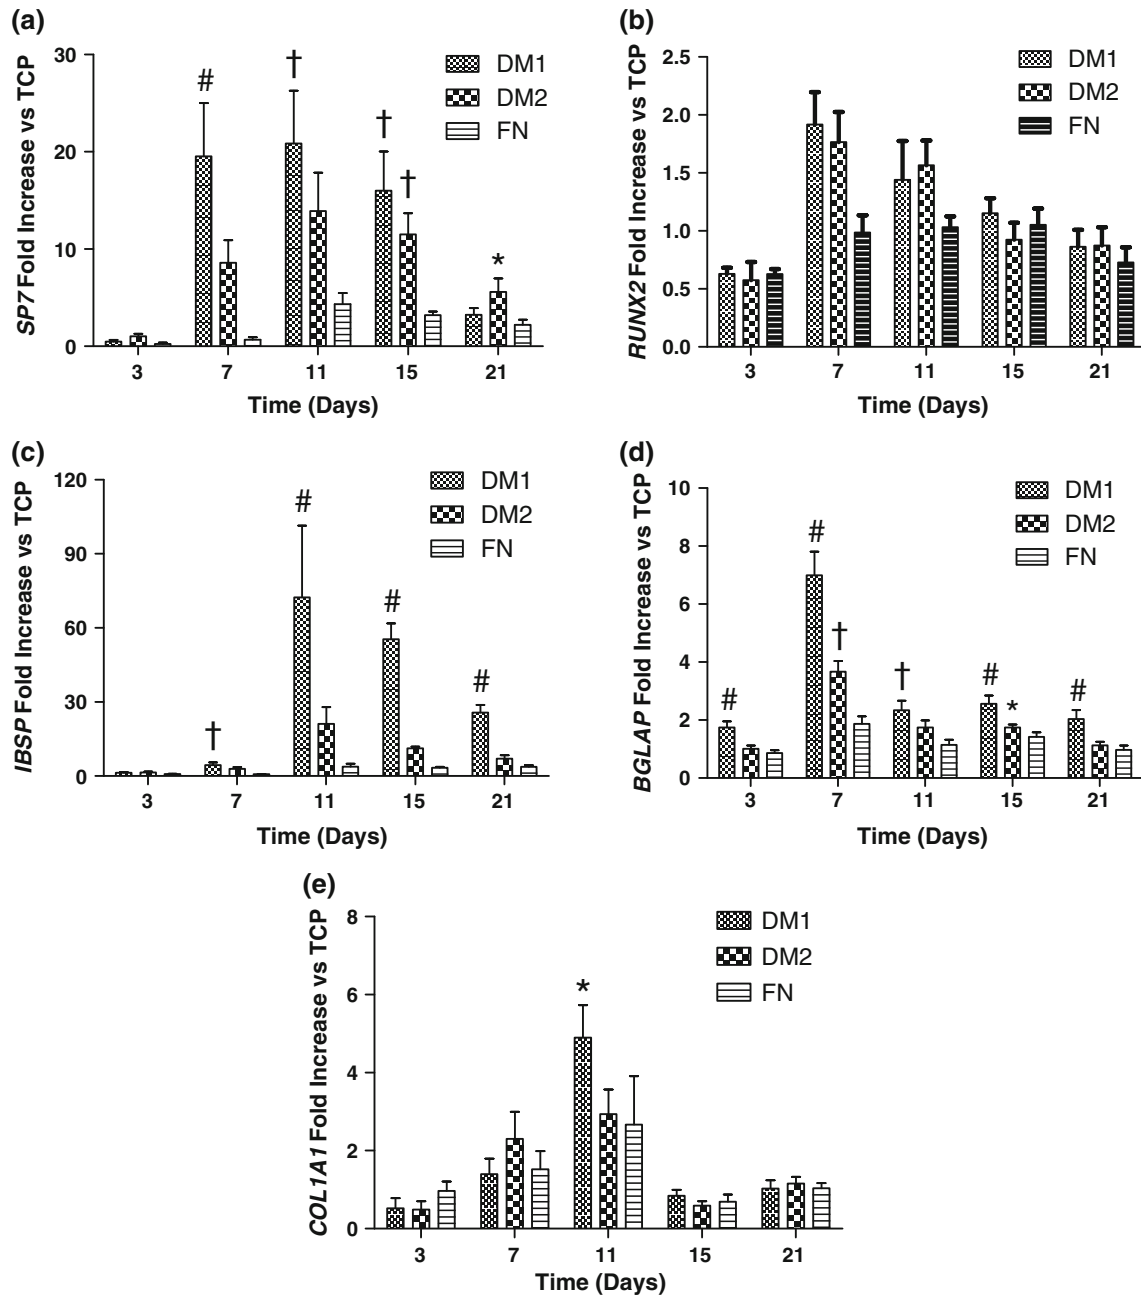 (a)
SP7 Fold Increase vs TCP
30
20
10
0
# † † † *
DM1
DM2
FN
3 7 11 15 21
Time (Days)
(b)
RUNX2 Fold Increase vs TCP
2.5
2.0
1.5
1.0
0.5
0.0
DM1
DM2
FN
3 7 11 15 21
Time (Days)
(c)
IBSP Fold Increase vs TCP
120
90
60
30
0
† # # #
DM1
DM2
FN
3 7 11 15 21
Time (Days)
(d)
BGLAP Fold Increase vs TCP
10
8
6
4
2
0
# # † † # * #
DM1
DM2
FN
3 7 11 15 21
Time (Days)
(e)
COL1A1 Fold Increase vs TCP
8
6
4
2
0
*
DM1
DM2
FN
3 7 11 15 21
Time (Days)